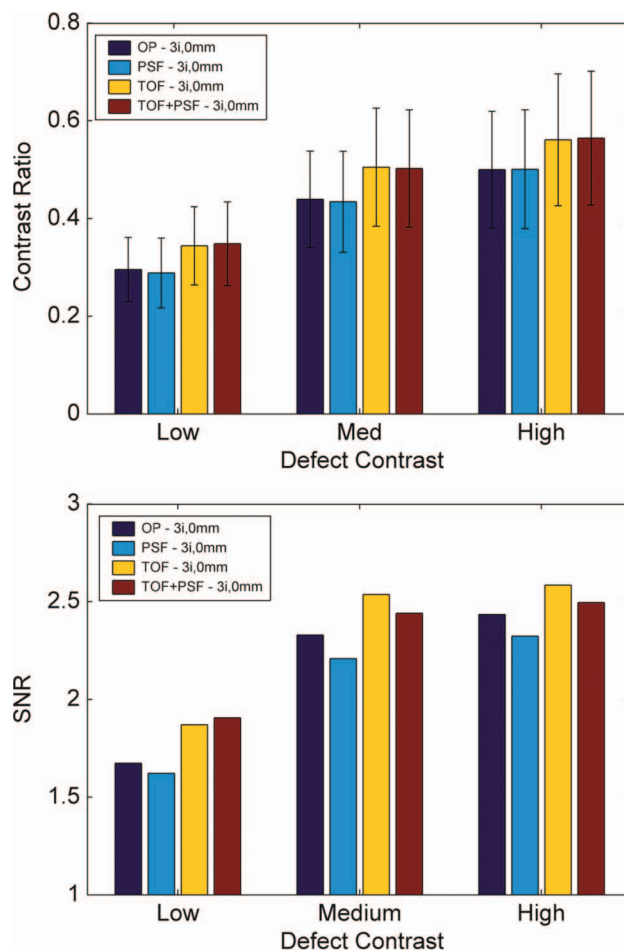 0.8
OP - 3i,0mm
PSF - 3i,0mm
TOF - 3i,0mm
TOF+PSF - 3i,0mm
0.6
Contrast Ratio
0.4
0.2
0
Low Med High
Defect Contrast
3
OP - 3i,0mm
PSF - 3i,0mm
TOF - 3i,0mm
TOF+PSF - 3i,0mm
2.5
SNR
2
1.5
1
Low Medium High
Defect Contrast